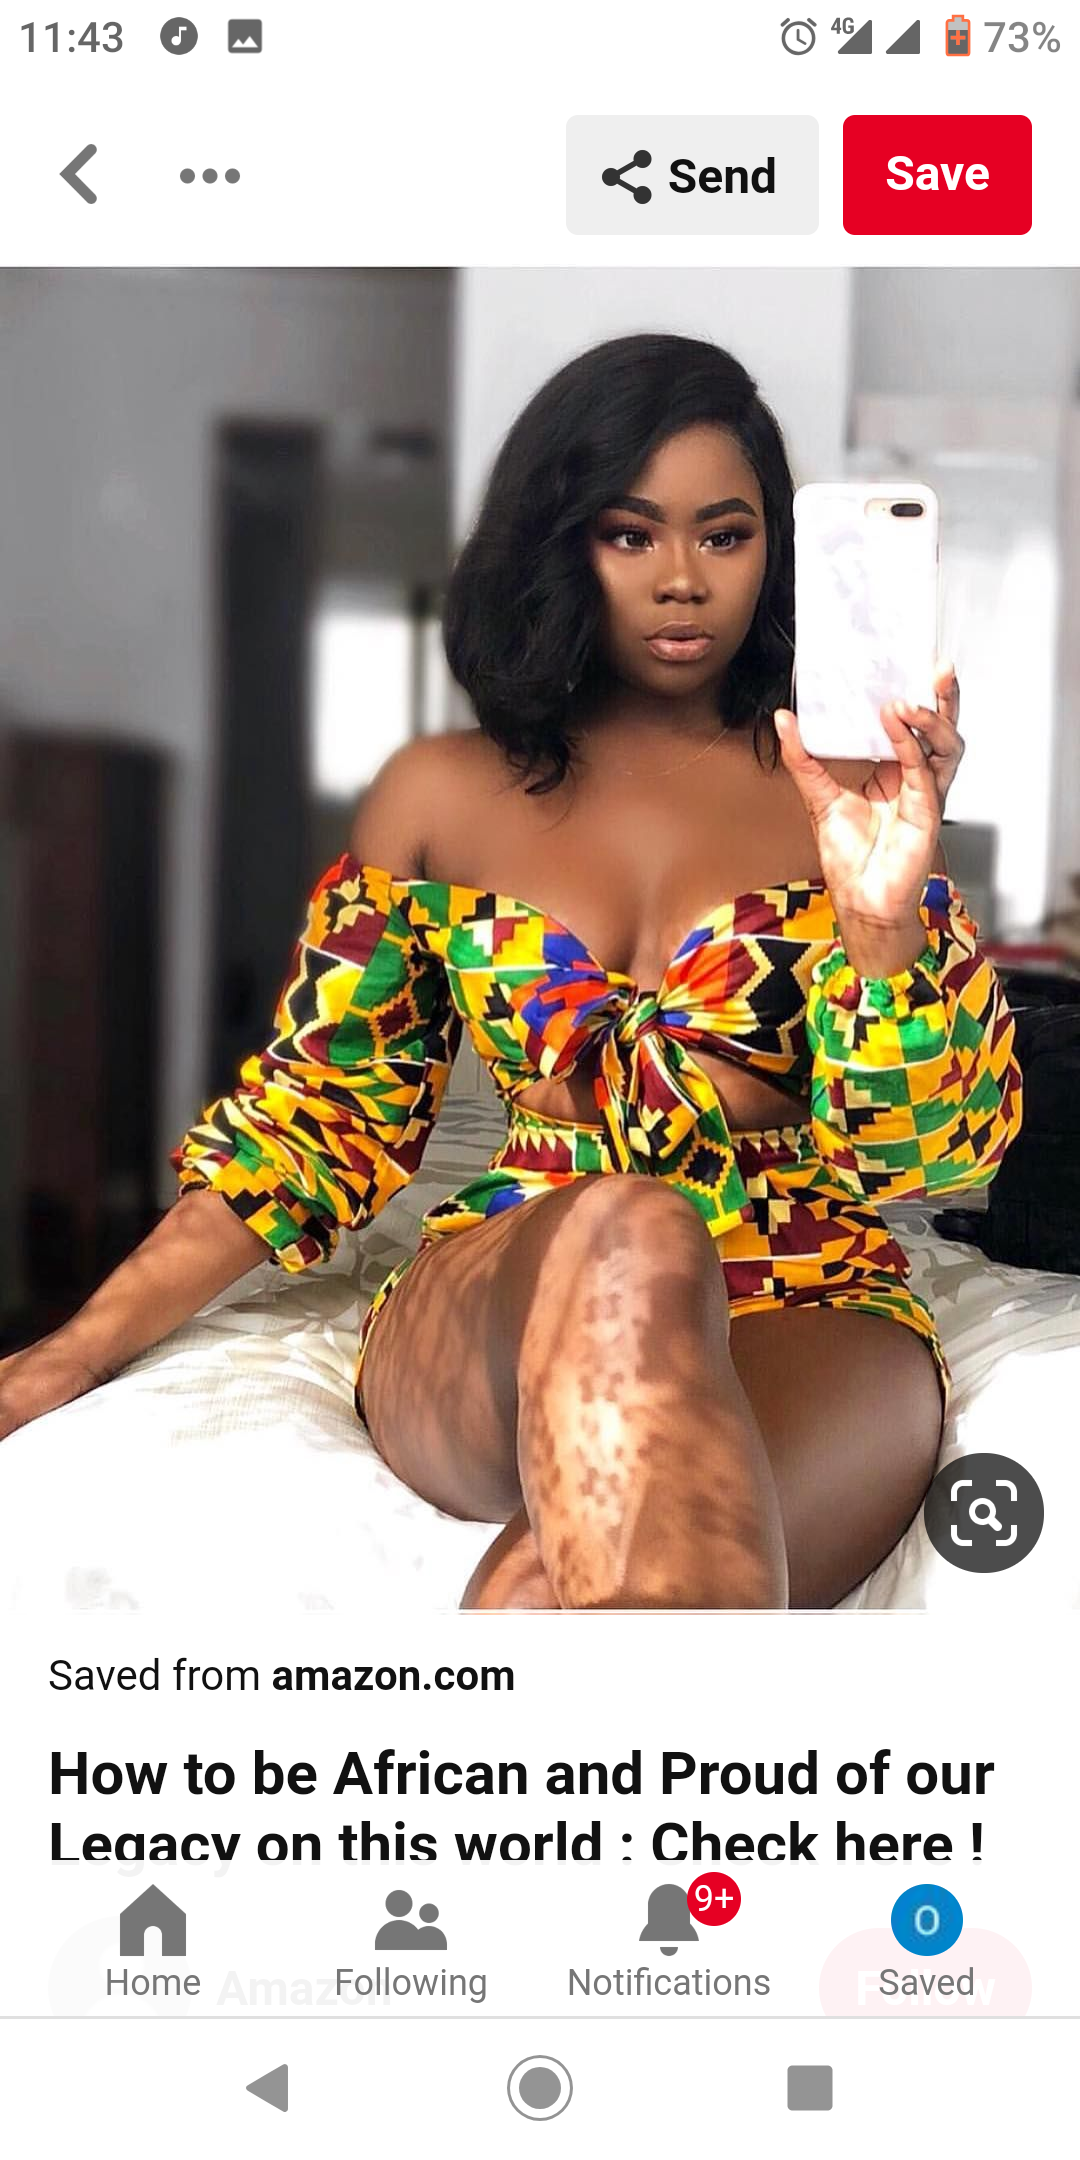 11:43 4G 73%
Send Save
Saved from amazon.com
How to be African and Proud of our
Legacy on this world : Check here !
9+
O
Amazon
Follow
Home Following Notifications Saved